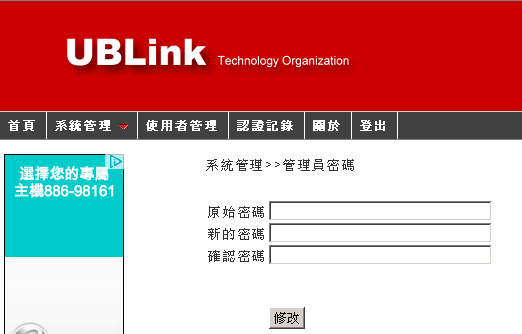 UBLink Technology Organization
首頁 系統管理 使用者管理 認證記錄 關於 登出
選擇您的專屬
主機886-98161
系統管理>>管理員密碼
原始密碼
新的密碼
確認密碼
修改